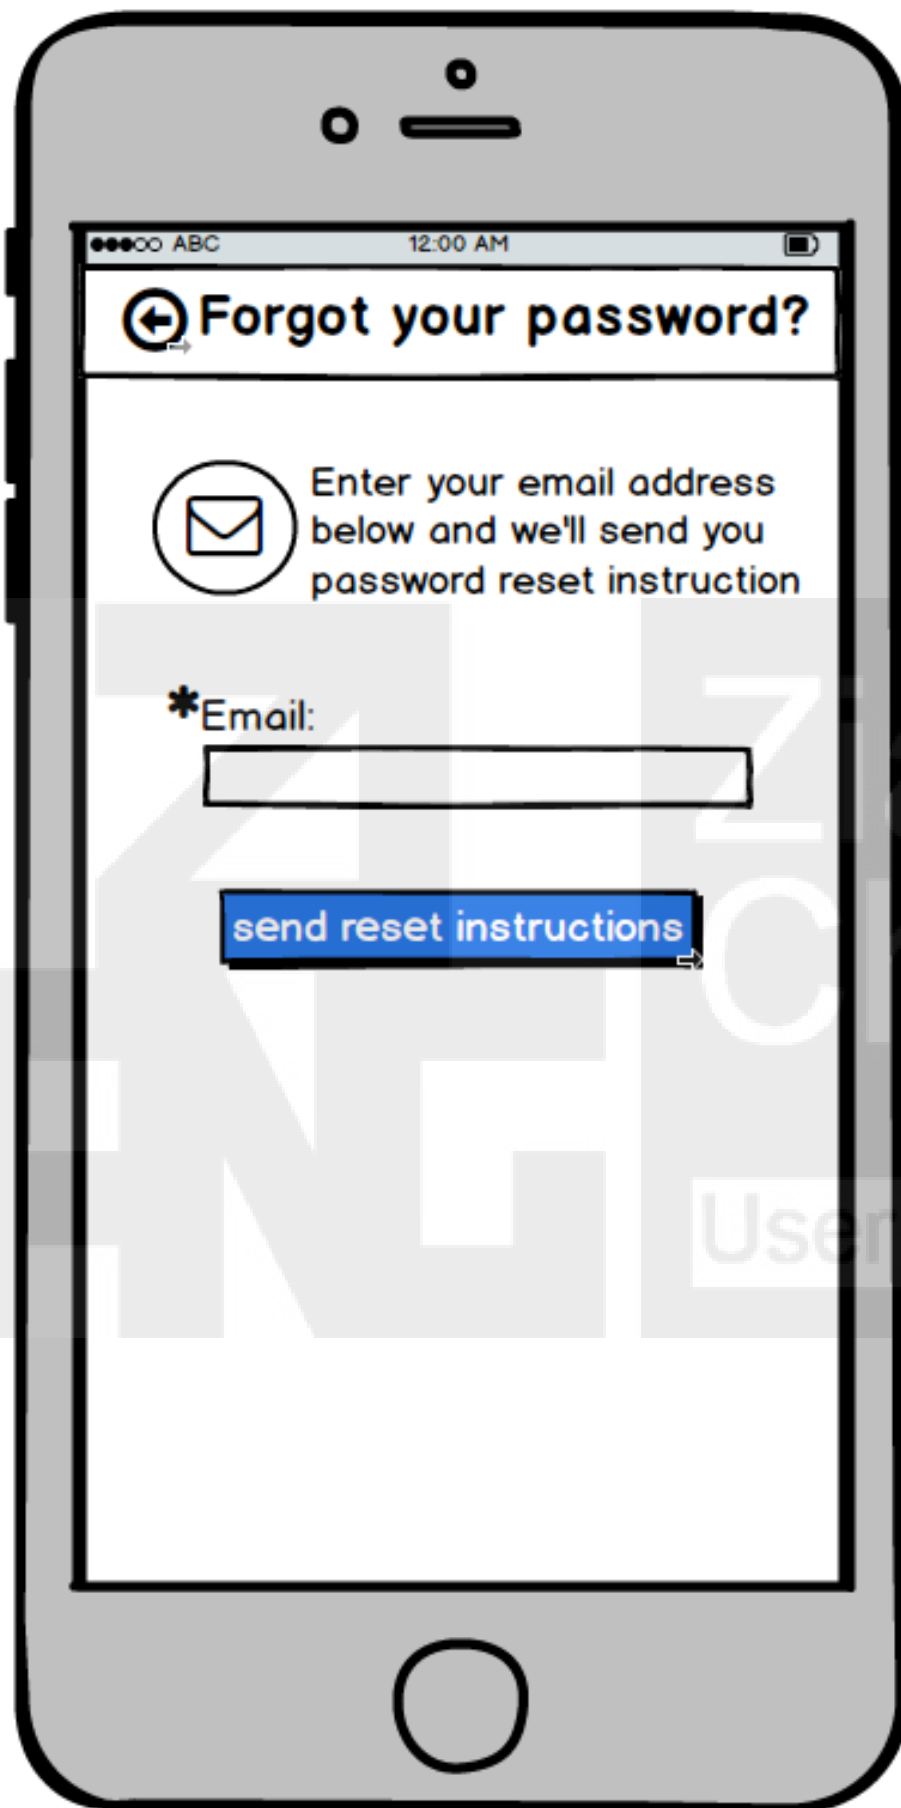 ABC 12:00 AM
Forgot your password?
Enter your email address
below and we'll send you
password reset instruction
*Email:
send reset instructions
User